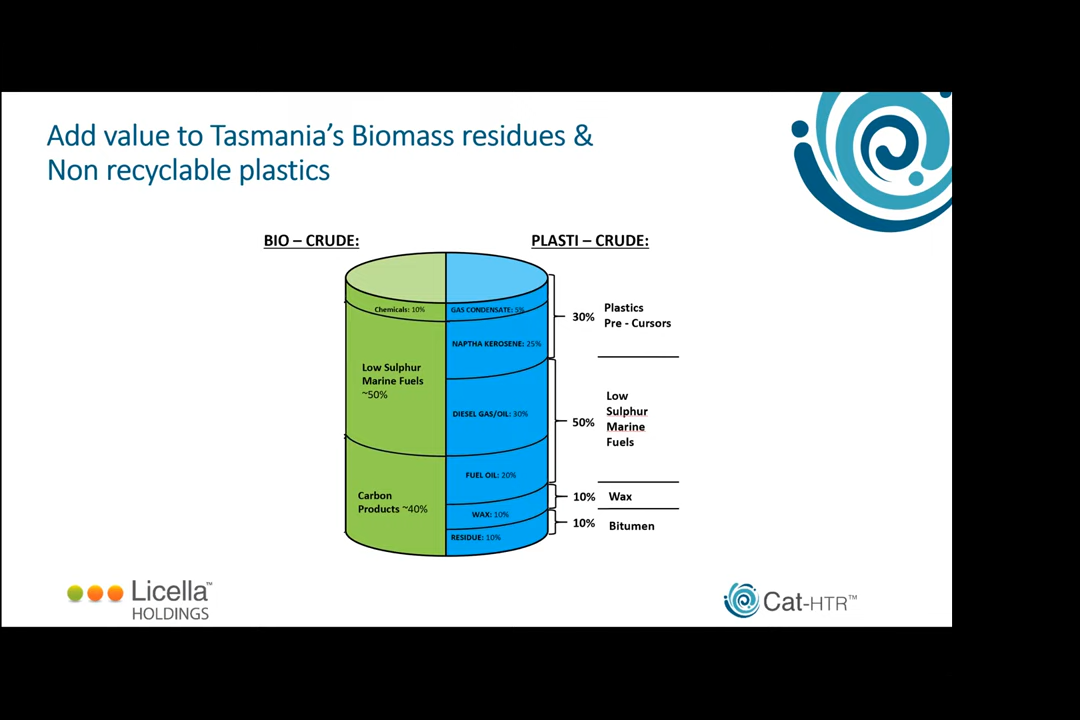 Add value to Tasmania's Biomass residues &
Non recyclable plastics
BIO – CRUDE:
PLASTI – CRUDE:
Chemicals: 10%
Low Sulphur
Marine Fuels
~50%
Carbon
Products ~40%
GAS CONDENSATE: 5%
NAPTHA KEROSENE: 25%
DIESEL GAS/OIL: 30%
FUEL OIL: 20%
WAX: 10%
RESIDUE: 10%
30%
Plastics
Pre - Cursors
50%
Low
Sulphur
Marine
Fuels
10%
Wax
10%
Bitumen
Licella™
HOLDINGS
Cat-HTR™